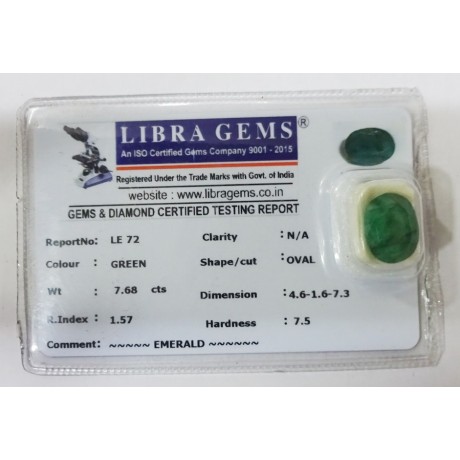 LIBRA GEMS®
An ISO Certified Gems Company 9001 - 2015
Registered Under the Trade Marks with Govt. of India
website : www.libragems.co.in
GEMS & DIAMOND CERTIFIED TESTING REPORT
ReportNo: LE 72 Clarity : N/A
Colour : GREEN Shape/cut : OVAL
Wt : 7.68 cts Dimension : 4.6-1.6-7.3
R.Index : 1.57 Hardness : 7.5
Comment: ~~~~~ EMERALD ~~~~~~